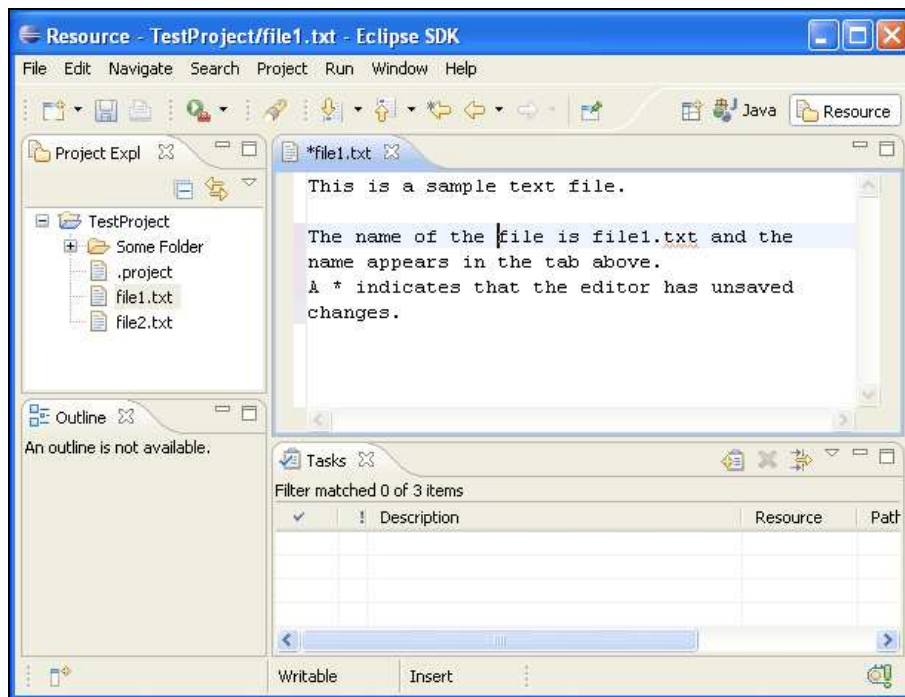 Resource - TestProject/file1.txt - Eclipse SDK
File Edit Navigate Search Project Run Window Help
Java Resource
Project Expl
*file1.txt
TestProject
Some Folder
.project
file1.txt
file2.txt
This is a sample text file.
The name of the file is file1.txt and the
name appears in the tab above.
A * indicates that the editor has unsaved
changes.
Outline
An outline is not available.
Tasks
Filter matched 0 of 3 items
! Description Resource Path
Writable Insert